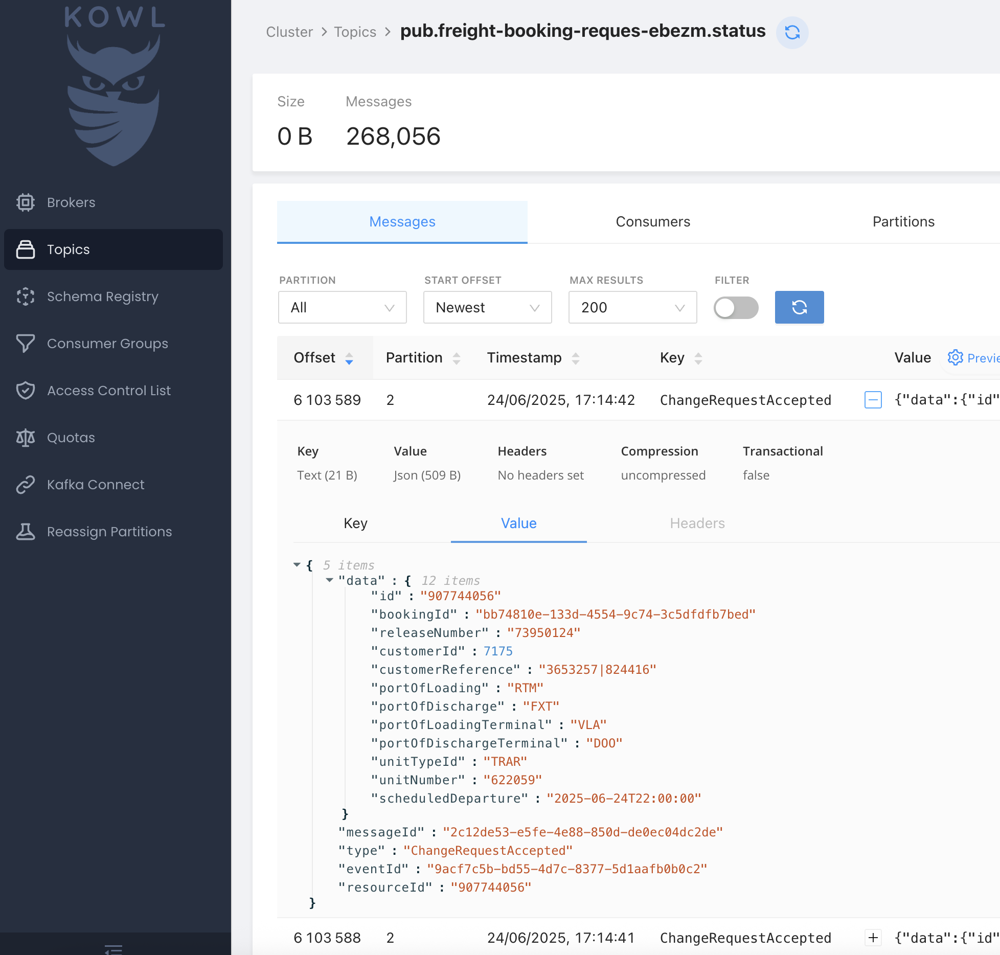 KOWL
Brokers
Topics
Schema Registry
Consumer Groups
Access Control List
Quotas
Kafka Connect
Reassign Partitions
Cluster > Topics > pub.freight-booking-reques-ebezm.status
Size Messages
0 B 268,056
Messages Consumers Partitions
PARTITION START OFFSET MAX RESULTS FILTER
All Newest 200
Offset Partition Timestamp Key Value Previe
6 103 589 2 24/06/2025, 17:14:42 ChangeRequestAccepted {"data":{"id"
Key Value Headers Compression Transactional
Text (21 B) Json (509 B) No headers set uncompressed false
Key Value Headers
{ 5 items
"data" : { 12 items
"id" : "907744056"
"bookingId" : "bb74810e-133d-4554-9c74-3c5dfdfb7bed"
"releaseNumber" : "73950124"
"customerId" : 7175
"customerReference" : "3653257|824416"
"portOfLoading" : "RTM"
"portOfDischarge" : "FXT"
"portOfLoadingTerminal" : "VLA"
"portOfDischargeTerminal" : "DOO"
"unitTypeId" : "TRAR"
"unitNumber" : "622059"
"scheduledDeparture" : "2025-06-24T22:00:00"
}
"messageId" : "2c12de53-e5fe-4e88-850d-de0ec04dc2de"
"type" : "ChangeRequestAccepted"
"eventId" : "9acf7c5b-bd55-4d7c-8377-5d1aafb0b0c2"
"resourceId" : "907744056"
}
6 103 588 2 24/06/2025, 17:14:41 ChangeRequestAccepted {"data":{"id"